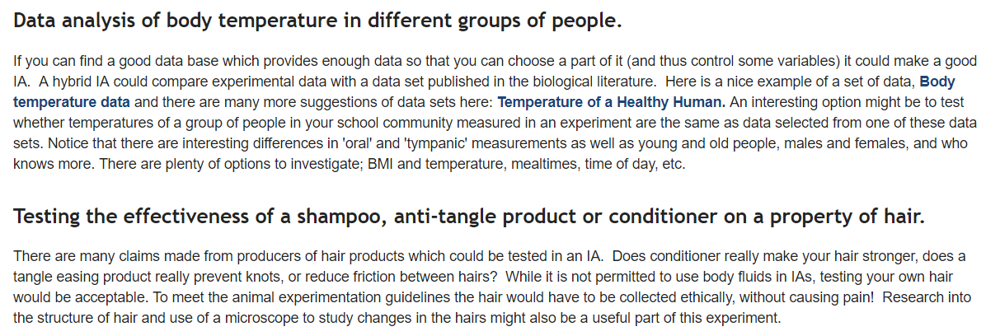 Data analysis of body temperature in different groups of people.
If you can find a good data base which provides enough data so that you can choose a part of it (and thus control some variables) it could make a good
IA.  A hybrid IA could compare experimental data with a data set published in the biological literature.  Here is a nice example of a set of data, Body
temperature data and there are many more suggestions of data sets here: Temperature of a Healthy Human. An interesting option might be to test
whether temperatures of a group of people in your school community measured in an experiment are the same as data selected from one of these data
sets. Notice that there are interesting differences in 'oral' and 'tympanic' measurements as well as young and old people, males and females, and who
knows more. There are plenty of options to investigate; BMI and temperature, mealtimes, time of day, etc.
Testing the effectiveness of a shampoo, anti-tangle product or conditioner on a property of hair.
There are many claims made from producers of hair products which could be tested in an IA.  Does conditioner really make your hair stronger, does a
tangle easing product really prevent knots, or reduce friction between hairs?  While it is not permitted to use body fluids in IAs, testing your own hair
would be acceptable. To meet the animal experimentation guidelines the hair would have to be collected ethically, without causing pain!  Research into
the structure of hair and use of a microscope to study changes in the hairs might also be a useful part of this experiment.